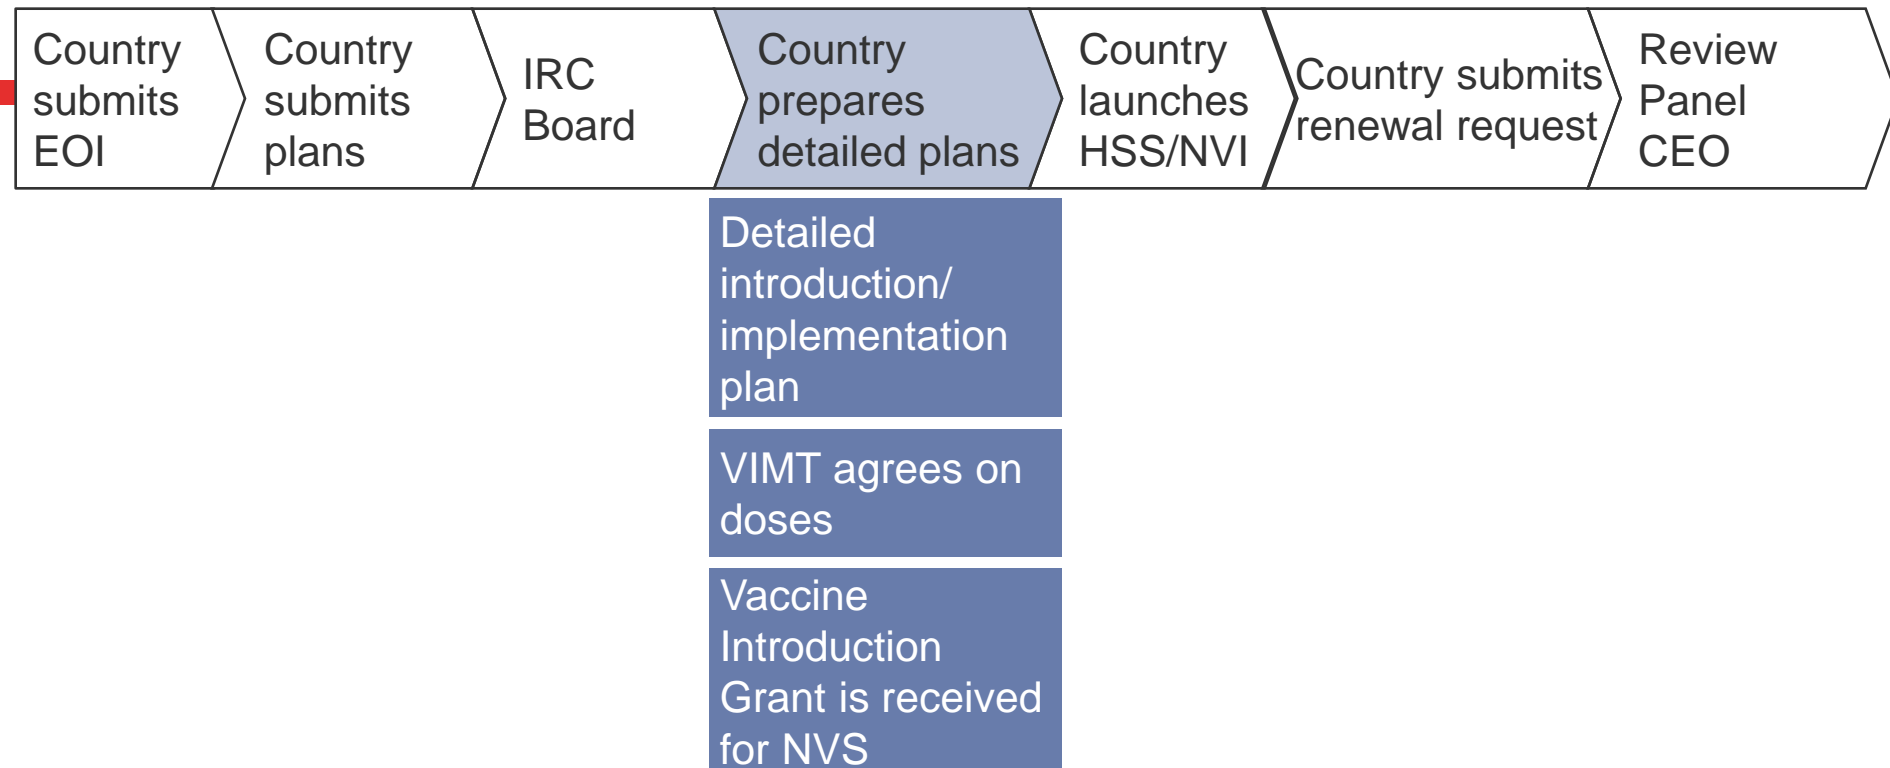 Country
submits
EOI
Country
submits
plans
IRC
Board
Country
prepares
detailed plans
Country
launches
HSS/NVI
Country submits
renewal request
Review
Panel
CEO
Detailed
introduction/
implementation
plan
VIMT agrees on
doses
Vaccine
Introduction
Grant is received
for NVS